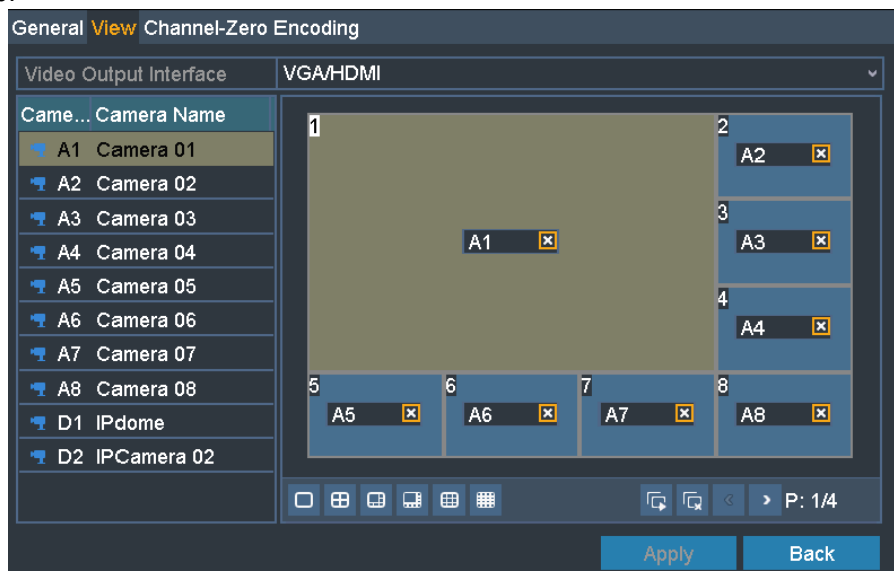 General View Channel-Zero Encoding
Video Output Interface VGA/HDMI
Came... Camera Name
A1 Camera 01
A2 Camera 02
A3 Camera 03
A4 Camera 04
A5 Camera 05
A6 Camera 06
A7 Camera 07
A8 Camera 08
D1 IPdome
D2 IPCamera 02
1
A1
2
A2
3
A3
4
A4
5
A5
6
A6
7
A7
8
A8
P: 1/4
Apply Back